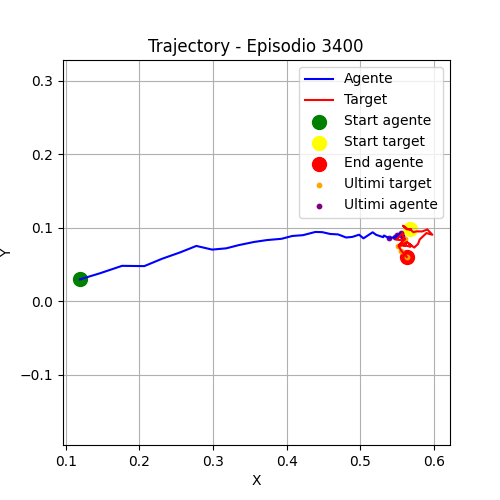 Trajectory - Episodio 3400
Agente
Target
Start agente
Start target
End agente
Ultimi target
Ultimi agente
0.3
0.2
0.1
0.0
−0.1
Y
0.1
0.2
0.3
0.4
0.5
0.6
X